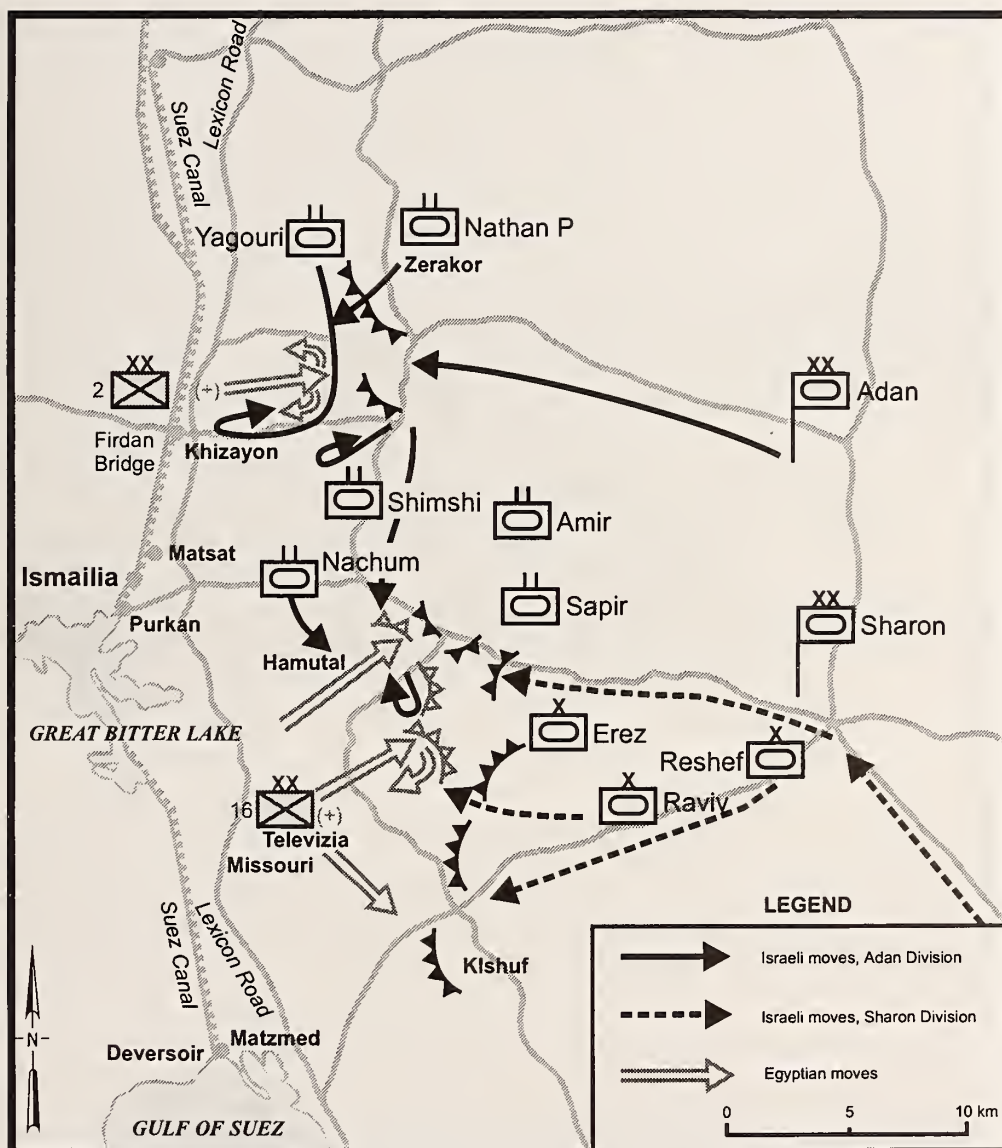 Lexicon Road
Suez Canal
XX
2
(+)
Firdan
Bridge
Khizayon
Yagouri
Nathan P
Zerakor
XX
Adan
Shimshi
Amir
Matsat
Ismailia
Nachum
Purkan
Hamutal
Sapir
XX
Sharon
GREAT BITTER LAKE
X
Erez
X
Reshef
X
Raviv
XX
16
(+)
Televizia
Missouri
Suez Canal
Lexicon Road
KIshuf
N
Deversoir
Matzmed
GULF OF SUEZ
LEGEND
Israeli moves, Adan Division
Israeli moves, Sharon Division
Egyptian moves
0 5 10 km